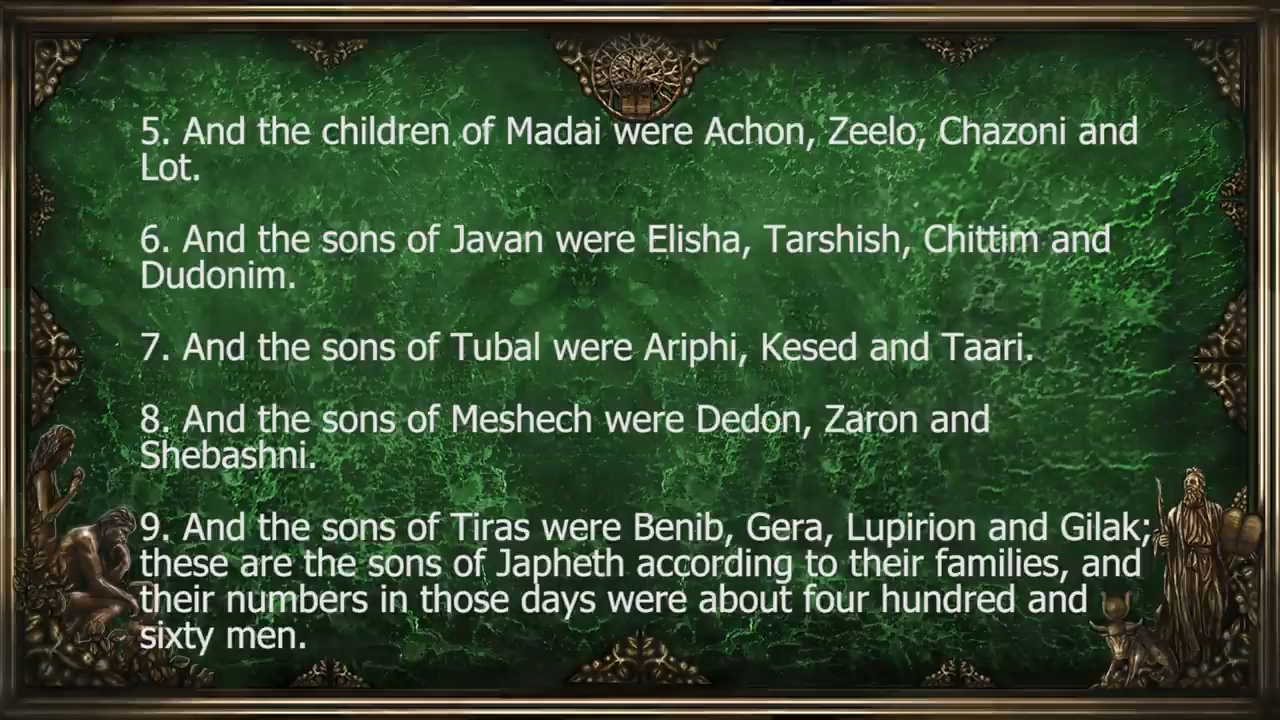 5. And the children of Madai were Achon, Zeelo, Chazoni and
Lot.
6. And the sons of Javan were Elisha, Tarshish, Chittim and
Dudonim.
7. And the sons of Tubal were Ariphi, Kesed and Taari.
8. And the sons of Meshech were Dedon, Zaron and
Shebashni.
9. And the sons of Tiras were Benib, Gera, Lupirion and Gilak;
these are the sons of Japheth according to their families, and
their numbers in those days were about four hundred and
sixty men.